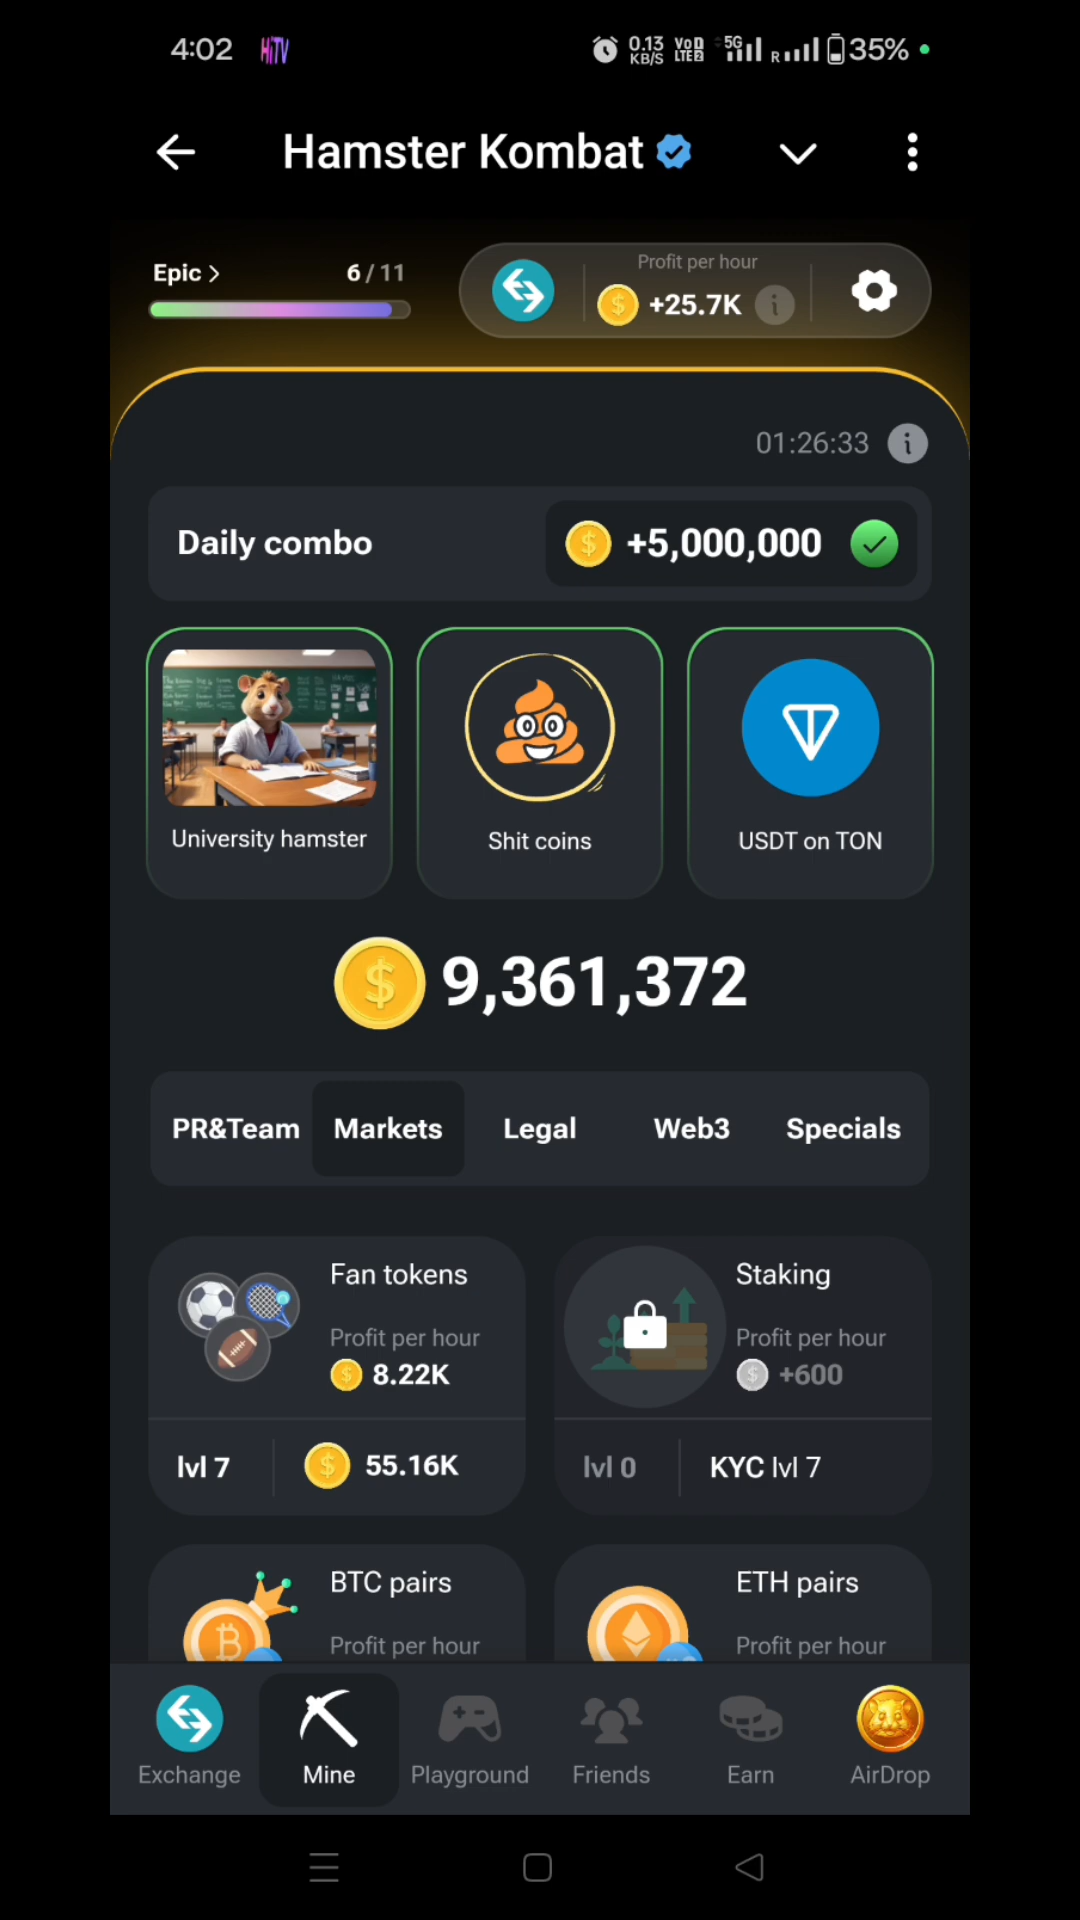 4:02 HiTV 0.13 KB/S VoD LTE2 5G R 35%
Hamster Kombat
Epic > 6 / 11
Profit per hour
+25.7K
01:26:33
Daily combo +5,000,000
University hamster
Shit coins
USDT on TON
9,361,372
PR&Team Markets Legal Web3 Specials
Fan tokens
Profit per hour
8.22K
lvl 7 55.16K
Staking
Profit per hour
+600
lvl 0 KYC lvl 7
BTC pairs
Profit per hour
ETH pairs
Profit per hour
Exchange Mine Playground Friends Earn AirDrop